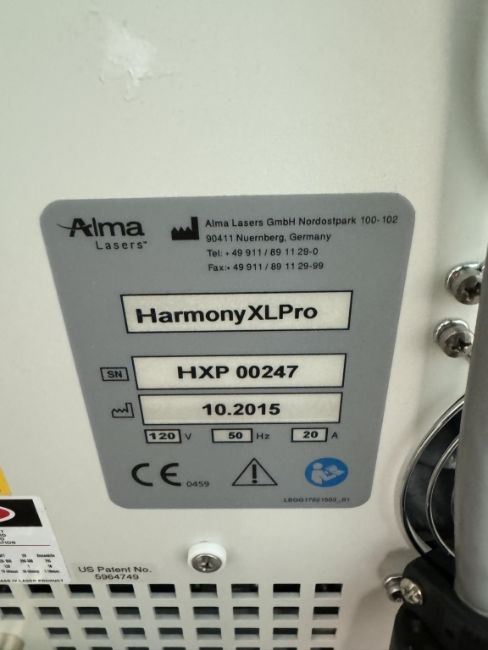 Alma
Lasers™
Alma Lasers GmbH Nordostpark 100-102
90411 Nuernberg, Germany
Tel: + 49 911 / 89 11 29-0
Fax:+ 49 911 / 89 11 29-99
HarmonyXLPro
SN HXP 00247
10.2015
120 V 50 Hz 20 A
CE 0459
US Patent No.
5964749